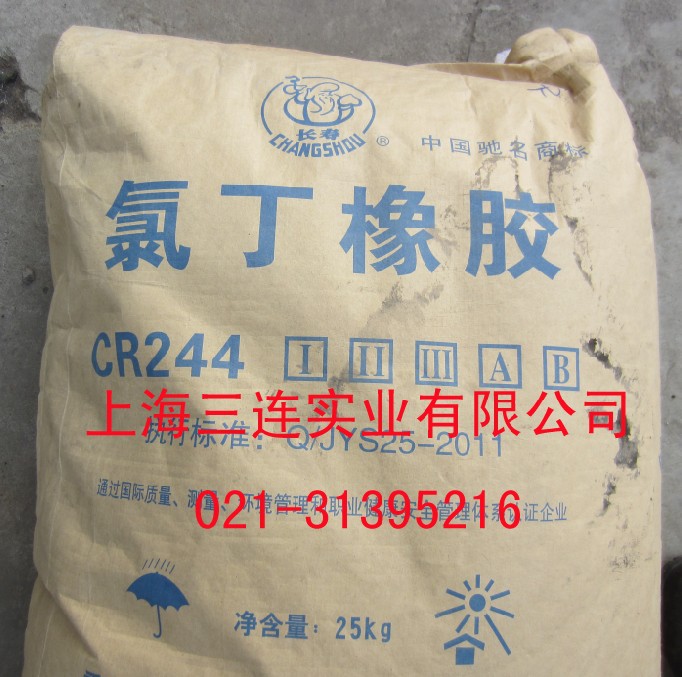 长寿
CHANGSHOU ®
中国驰名商标
氯丁橡胶
CR244 I II III A B
上海三连实业有限公司
执行标准：Q/JYS25-2011
通过国际质量、测量、环境管理和职业健康安全管理体系认证企业
021-31395216
净含量：25kg